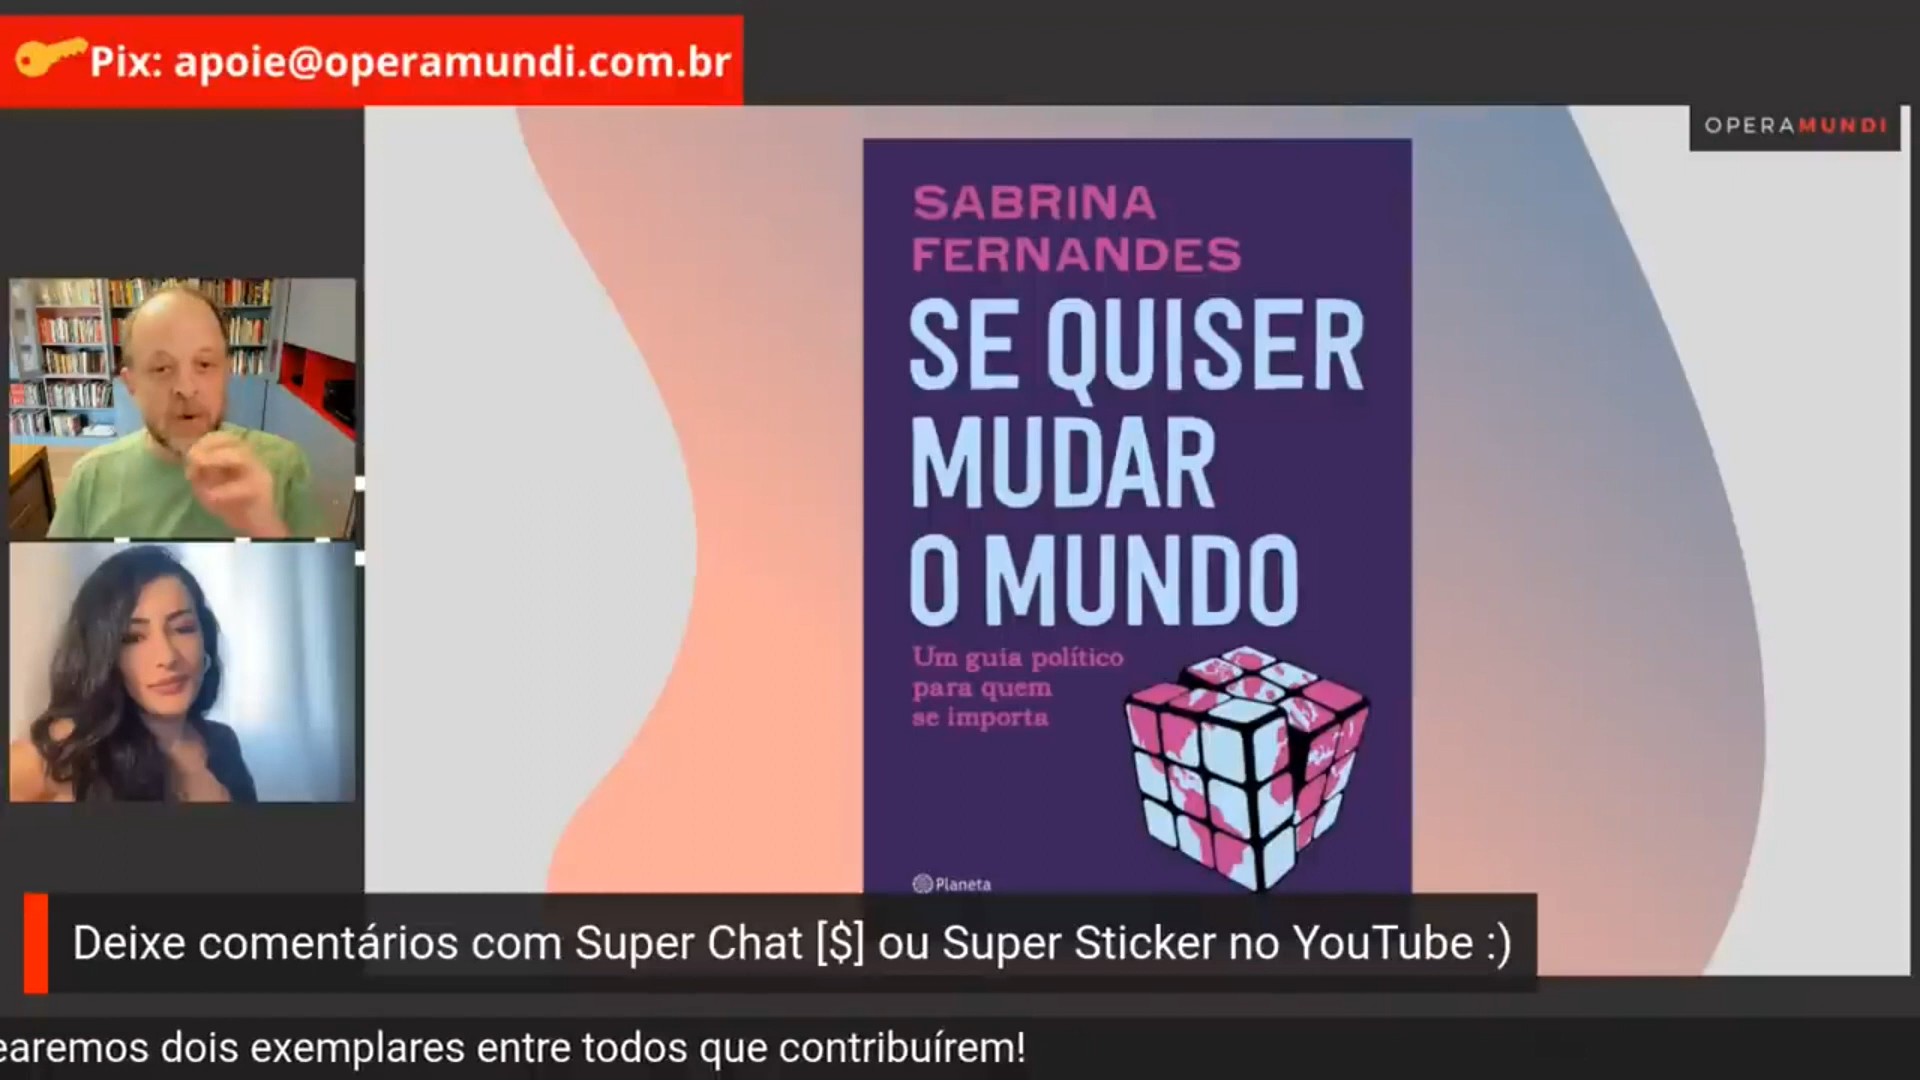 Pix: apoie@operamundi.com.br
OPERAMUNDI
SABRINA
FERNANDES
SE QUISER
MUDAR
O MUNDO
Um guia político
para quem
se importa
Planeta
Deixe comentários com Super Chat [$] ou Super Sticker no YouTube :)
earemos dois exemplares entre todos que contribuírem!